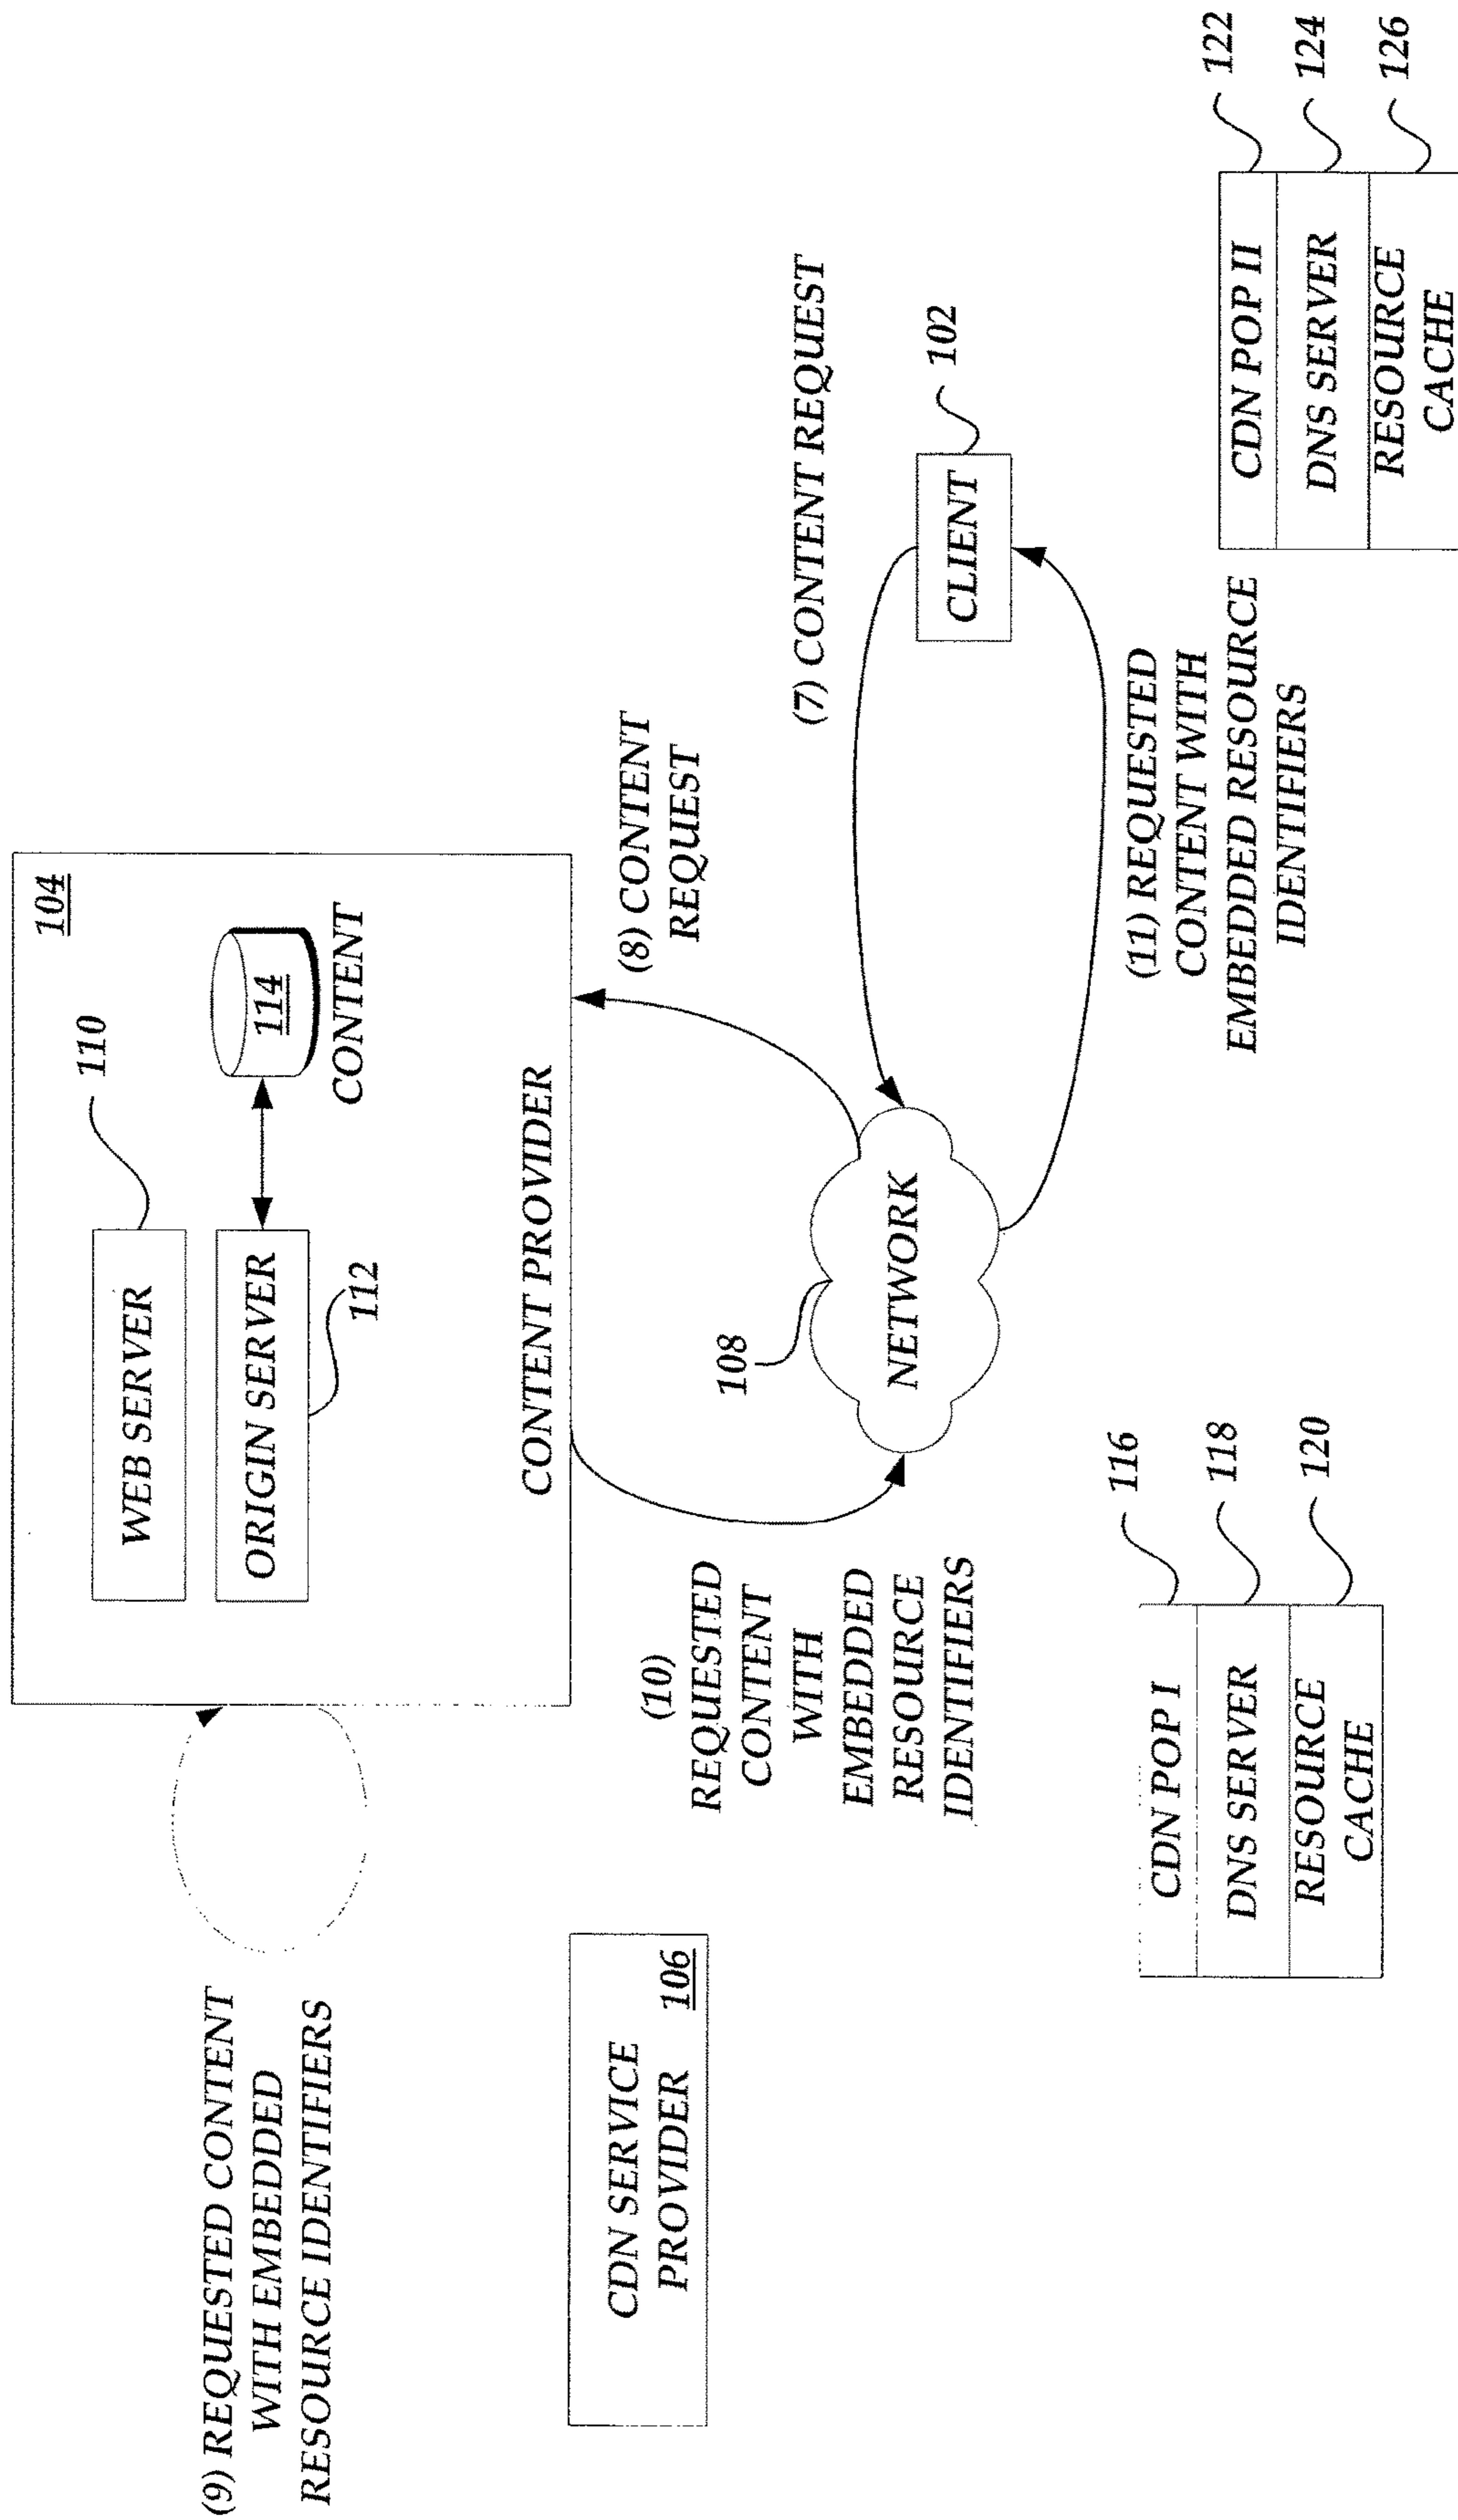 (9) REQUESTED CONTENT
WITH EMBEDDED
RESOURCE IDENTIFIERS
104
WEB SERVER
110
ORIGIN SERVER
112
114
CONTENT
CONTENT PROVIDER
CDN SERVICE
PROVIDER
106
(10)
REQUESTED
CONTENT
WITH
EMBEDDED
RESOURCE
IDENTIFIERS
(8) CONTENT
REQUEST
108
NETWORK
(7) CONTENT REQUEST
CLIENT
102
(11) REQUESTED
CONTENT WITH
EMBEDDED RESOURCE
IDENTIFIERS
CDN POP I
116
DNS SERVER
118
RESOURCE
CACHE
120
CDN POP II
122
DNS SERVER
124
RESOURCE
CACHE
126